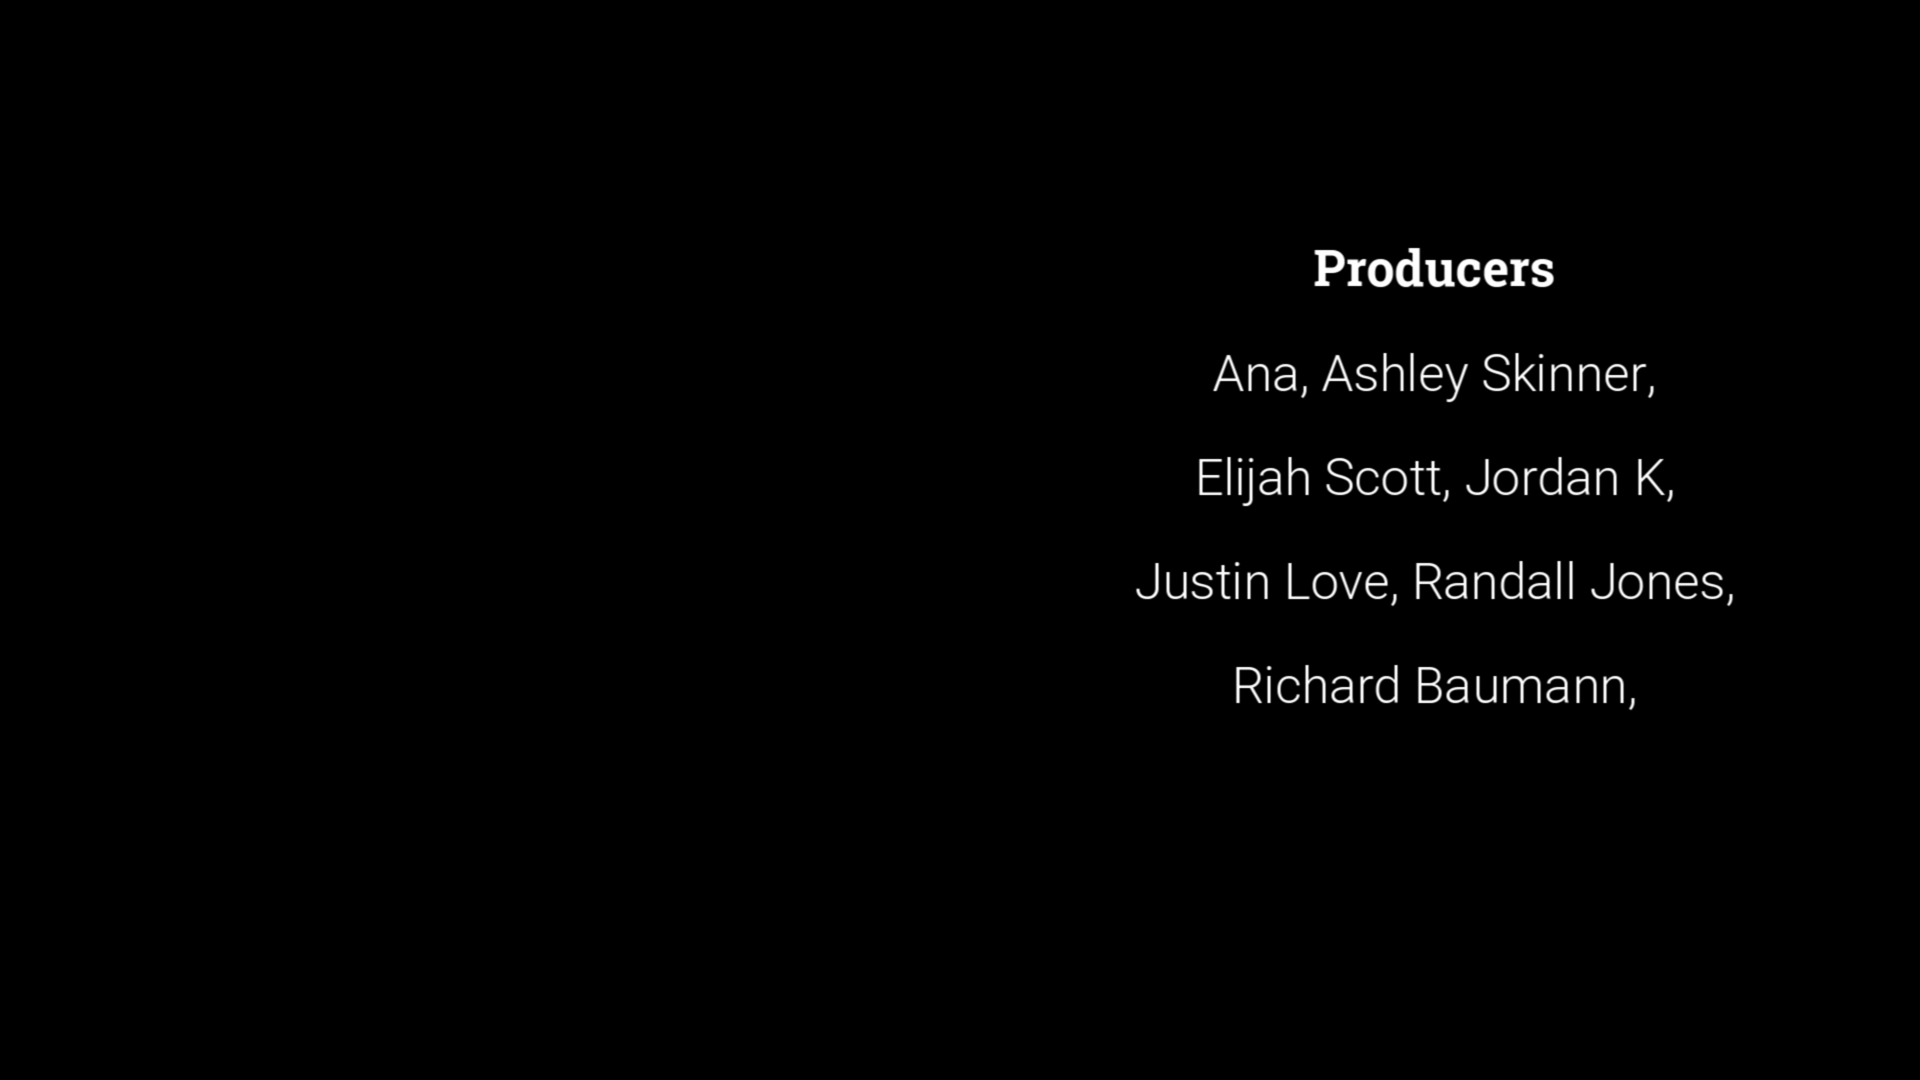 Producers
Ana, Ashley Skinner,
Elijah Scott, Jordan K,
Justin Love, Randall Jones,
Richard Baumann,